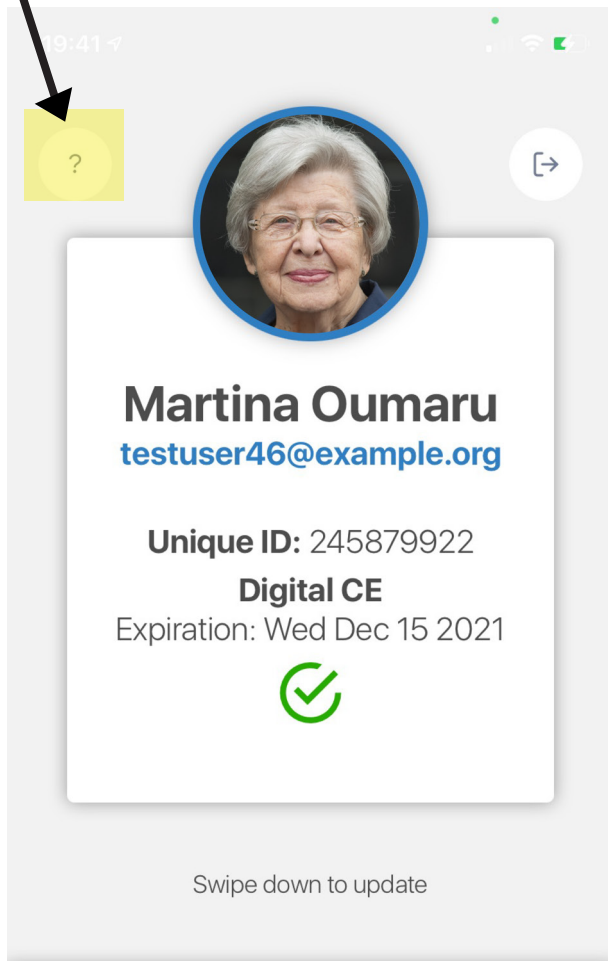 19:41
?
Martina Oumaru
testuser46@example.org
Unique ID: 245879922
Digital CE
Expiration: Wed Dec 15 2021
Swipe down to update